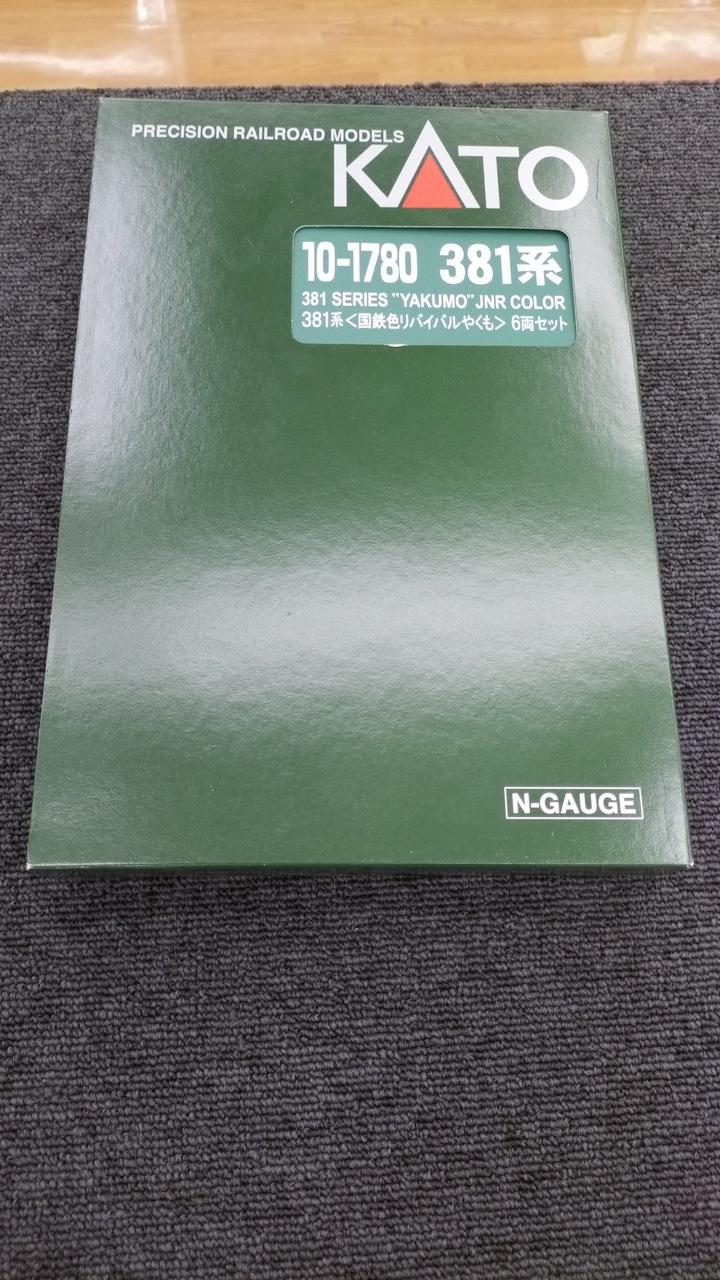 PRECISION RAILROAD MODELS
KATO
10-1780 381系
381 SERIES "YAKUMO" JNR COLOR
381系<国鉄色リバイバルやくも> 6両セット
N-GAUGE